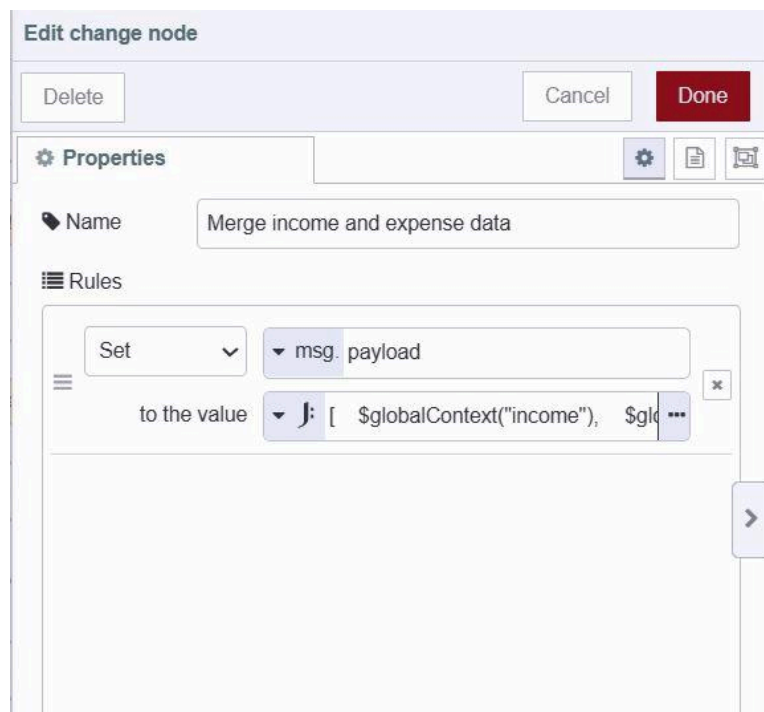 Edit change node
Delete Cancel Done
Properties
Name Merge income and expense data
Rules
Set msg. payload
to the value J: [ $globalContext("income"), $glo